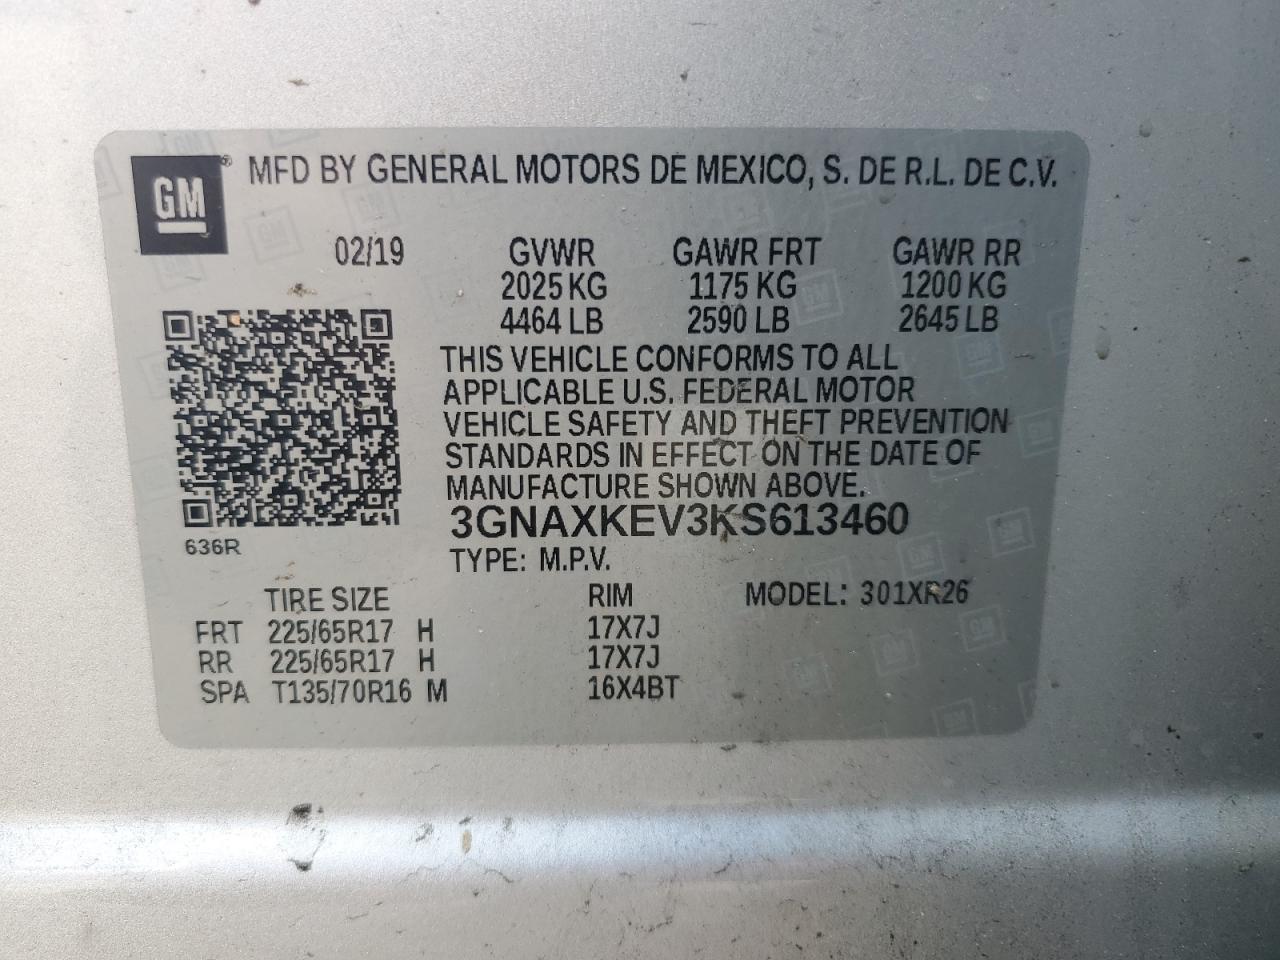 GM® MFD BY GENERAL MOTORS DE MEXICO, S. DE R.L. DE C.V.
02/19 GVWR GAWR FRT GAWR RR
2025 KG 1175 KG 1200 KG
4464 LB 2590 LB 2645 LB
THIS VEHICLE CONFORMS TO ALL
APPLICABLE U.S. FEDERAL MOTOR
VEHICLE SAFETY AND THEFT PREVENTION
STANDARDS IN EFFECT ON THE DATE OF
MANUFACTURE SHOWN ABOVE.
3GNAXKEV3KS613460
636R
TYPE: M.P.V.
TIRE SIZE RIM MODEL: 301XR26
FRT 225/65R17 H 17X7J
RR 225/65R17 H 17X7J
SPA T135/70R16 M 16X4BT